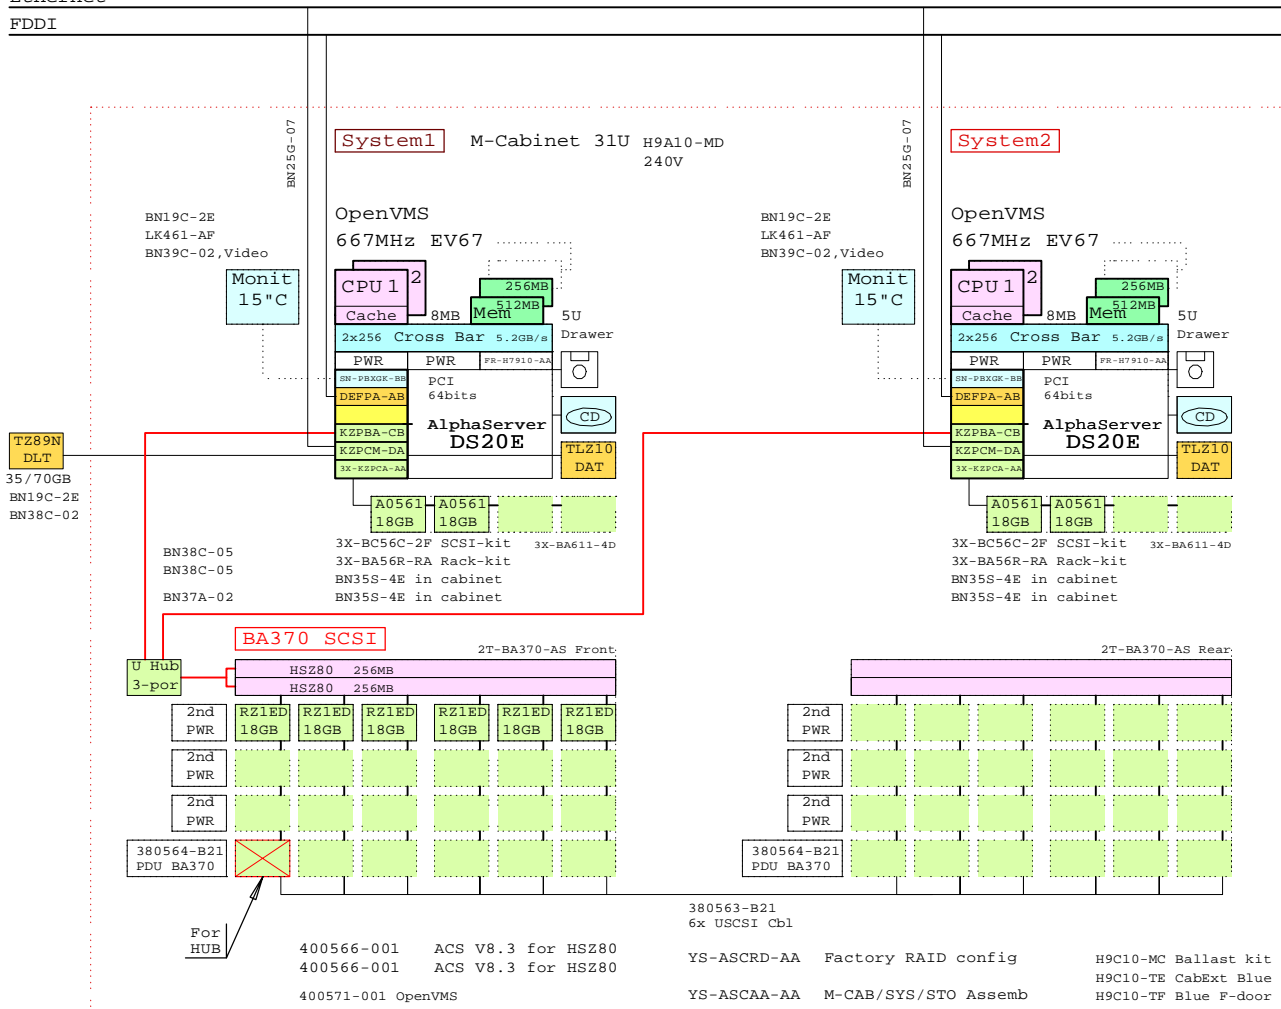 FDDI
BN25G-07
System1
M-Cabinet 31U
H9A10-MD
240V
BN25G-07
System2
BN19C-2E
LK461-AF
BN39C-02,Video
OpenVMS
667MHz EV67
BN19C-2E
LK461-AF
BN39C-02,Video
OpenVMS
667MHz EV67
Monit
15"C
CPU 1
2
Cache
8MB
256MB
512MB
Mem
5U
Drawer
2x256 Cross Bar 5.2GB/s
PWR
PWR
FR-H7910-AA
SN-PBXGK-BB
DEFPA-AB
PCI
64bits
KZPBA-CB
KZPCM-DA
3X-KZPCA-AA
AlphaServer
DS20E
CD
TLZ10
DAT
Monit
15"C
CPU 1
2
Cache
8MB
256MB
512MB
Mem
5U
Drawer
2x256 Cross Bar 5.2GB/s
PWR
PWR
FR-H7910-AA
SN-PBXGK-BB
DEFPA-AB
PCI
64bits
KZPBA-CB
KZPCM-DA
3X-KZPCA-AA
AlphaServer
DS20E
CD
TLZ10
DAT
TZ89N
DLT
35/70GB
BN19C-2E
BN38C-02
A0561
18GB
A0561
18GB
3X-BC56C-2F SCSI-kit
3X-BA611-4D
3X-BA56R-RA Rack-kit
BN35S-4E in cabinet
BN35S-4E in cabinet
A0561
18GB
A0561
18GB
3X-BC56C-2F SCSI-kit
3X-BA611-4D
3X-BA56R-RA Rack-kit
BN35S-4E in cabinet
BN35S-4E in cabinet
BN38C-05
BN38C-05
BN37A-02
BA370 SCSI
2T-BA370-AS Front
2T-BA370-AS Rear
U Hub
3-por
HSZ80 256MB
HSZ80 256MB
2nd
PWR
RZ1ED
18GB
RZ1ED
18GB
RZ1ED
18GB
RZ1ED
18GB
RZ1ED
18GB
RZ1ED
18GB
2nd
PWR
2nd
PWR
380564-B21
PDU BA370
2nd
PWR
2nd
PWR
2nd
PWR
380564-B21
PDU BA370
For
HUB
380563-B21
6x USCSI Cbl
400566-001 ACS V8.3 for HSZ80
400566-001 ACS V8.3 for HSZ80
400571-001 OpenVMS
YS-ASCRD-AA Factory RAID config
YS-ASCAA-AA M-CAB/SYS/STO Assemb
H9C10-MC Ballast kit
H9C10-TE CabExt Blue
H9C10-TF Blue F-door